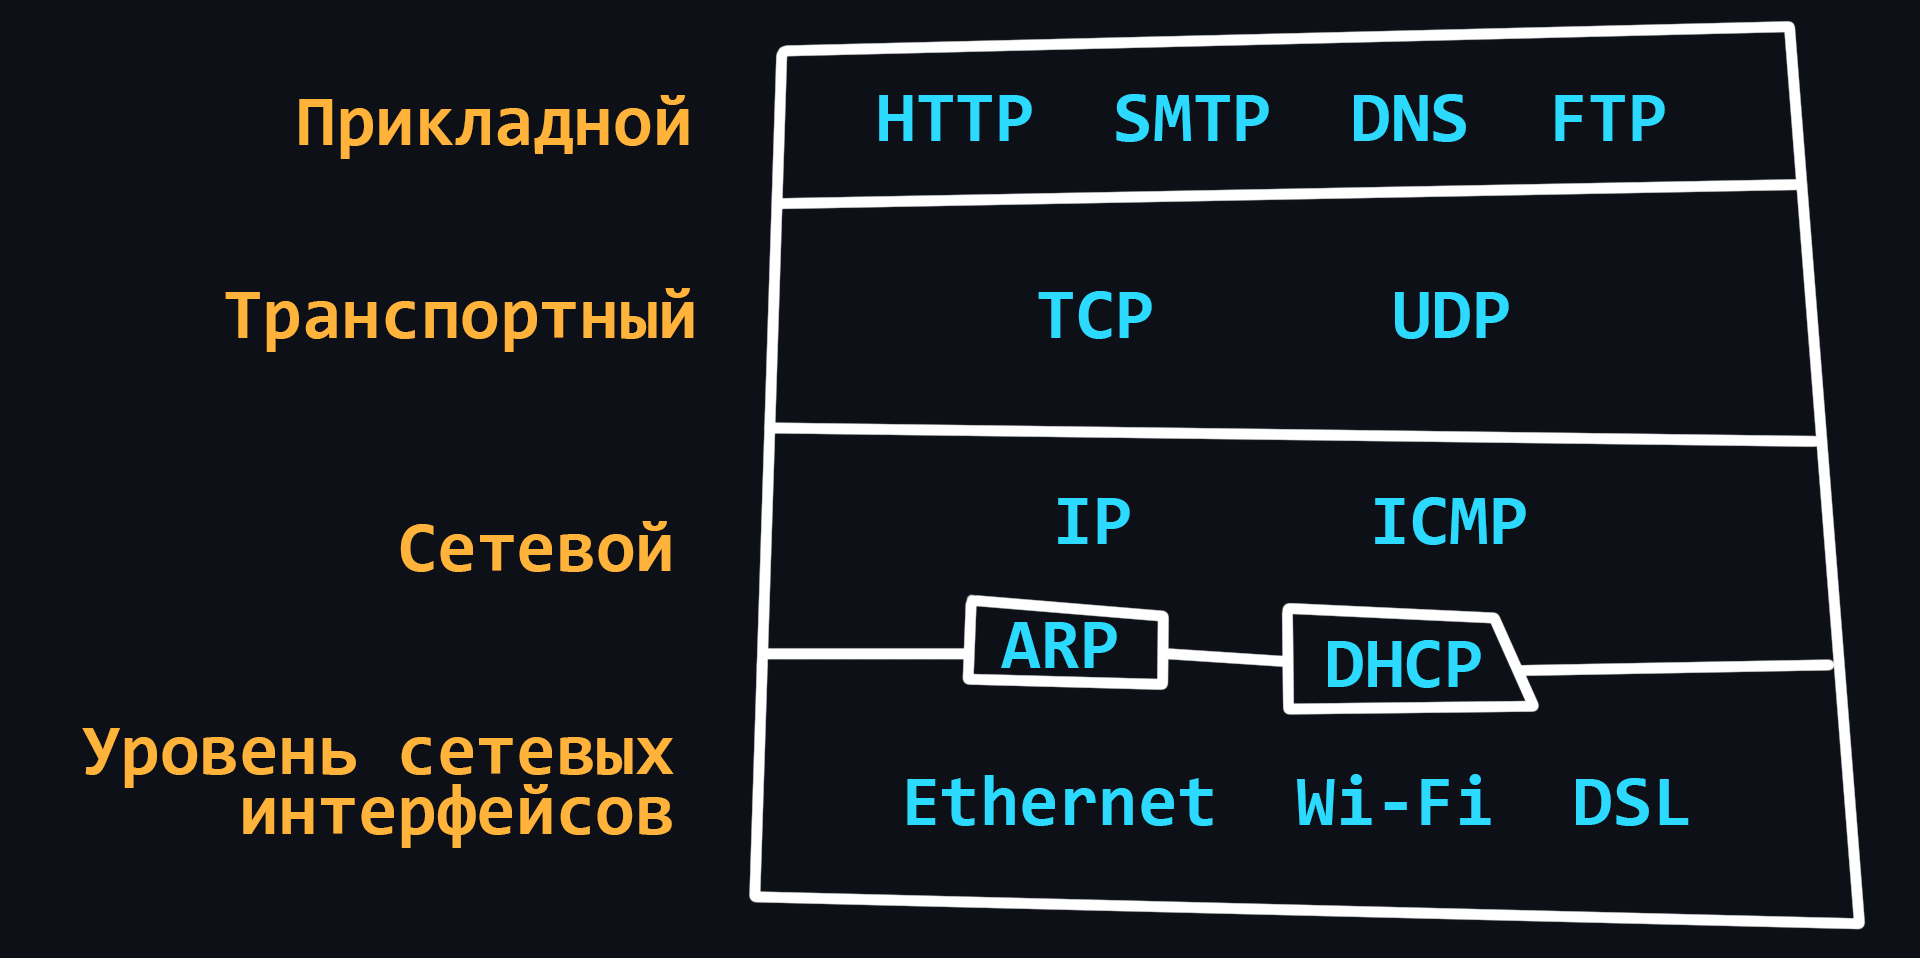 Прикладной
HTTP SMTP DNS FTP
Транспортный
TCP UDP
Сетевой
IP ICMP
ARP DHCP
Уровень сетевых
интерфейсов
Ethernet Wi-Fi DSL